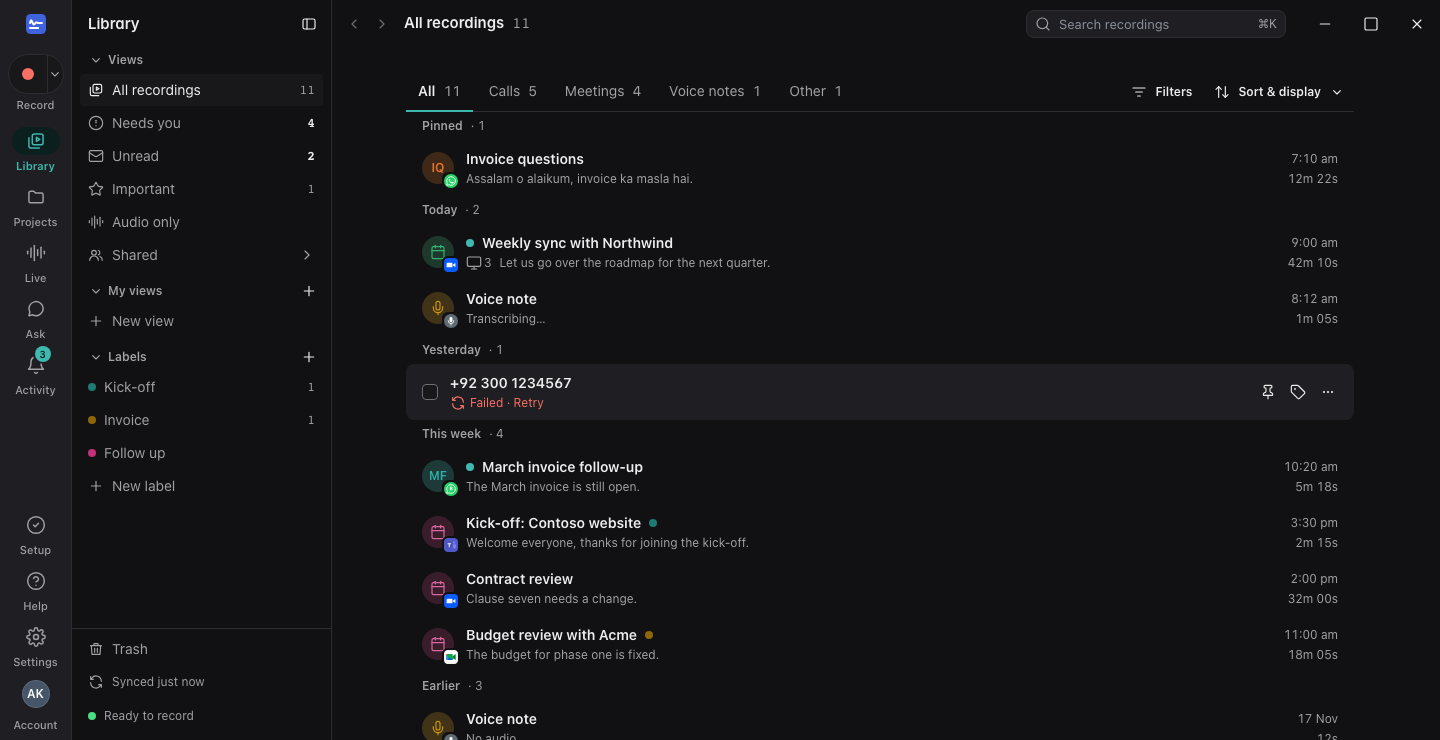 Record
Library
Projects
Live
Ask
3
Activity
Setup
Help
Settings
AK
Account
Library
Views
All recordings 11
Needs you 4
Unread 2
Important 1
Audio only
Shared
My views
New view
Labels
Kick-off 1
Invoice 1
Follow up
New label
Trash
Synced just now
Ready to record
All recordings 11
Search recordings ⌘K
All 11 Calls 5 Meetings 4 Voice notes 1 Other 1
Filters Sort & display
Pinned · 1
IQ
Invoice questions 7:10 am
Assalam o alaikum, invoice ka masla hai. 12m 22s
Today · 2
Weekly sync with Northwind 9:00 am
3 Let us go over the roadmap for the next quarter. 42m 10s
Voice note 8:12 am
Transcribing… 1m 05s
Yesterday · 1
+92 300 1234567
Failed · Retry
This week · 4
MF
March invoice follow-up 10:20 am
The March invoice is still open. 5m 18s
Kick-off: Contoso website 3:30 pm
Welcome everyone, thanks for joining the kick-off. 2m 15s
Contract review 2:00 pm
Clause seven needs a change. 32m 00s
Budget review with Acme 11:00 am
The budget for phase one is fixed. 18m 05s
Earlier · 3
Voice note 17 Nov
No audio 12s